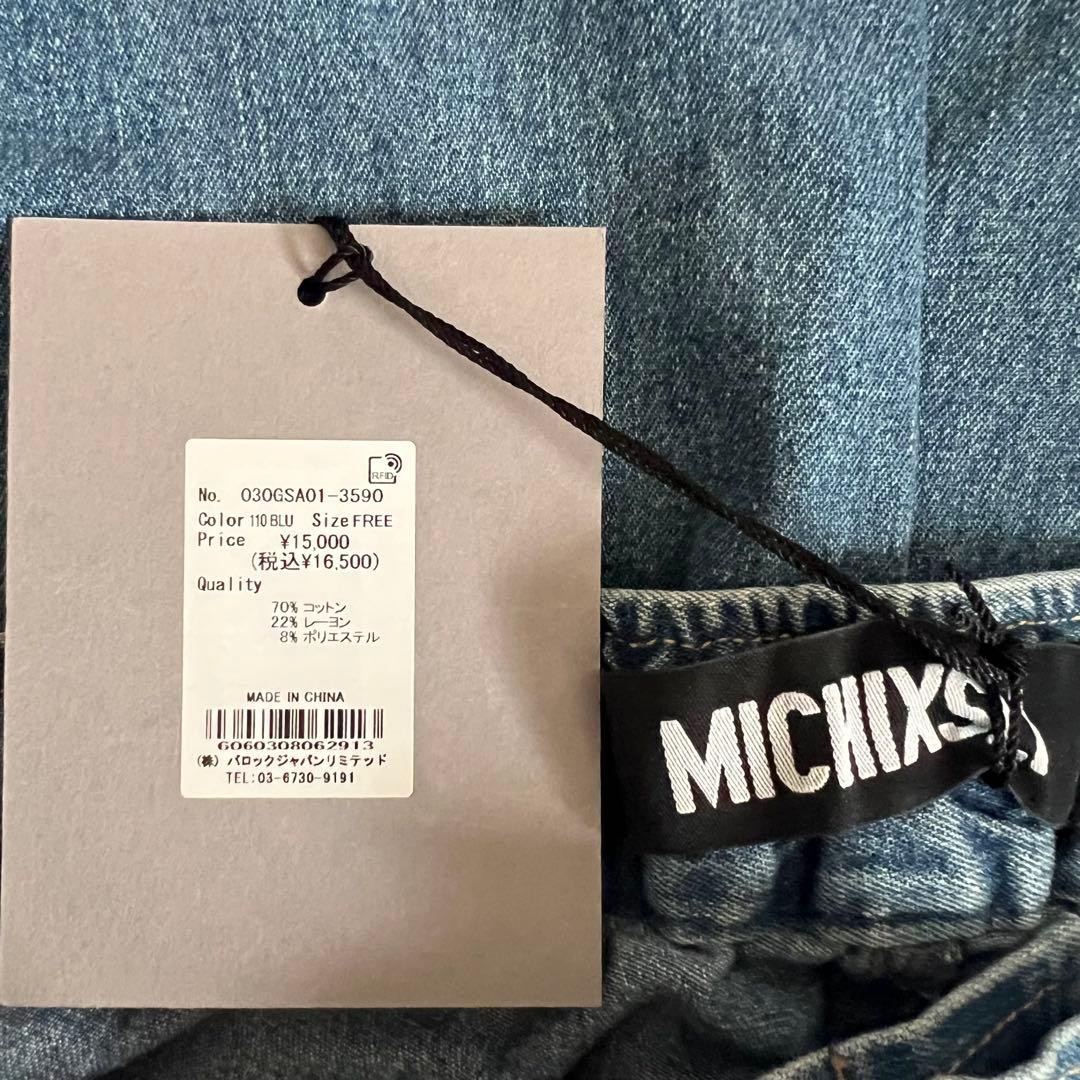 RFID
No. 030GSA01-3590
Color 110 BLU Size FREE
Price ¥15,000
(税込¥16,500)
Quality
70% コットン
22% レーヨン
8% ポリエステル
MADE IN CHINA
6060308062913
(株) バロックジャパンリミテッド
TEL:03-6730-9191